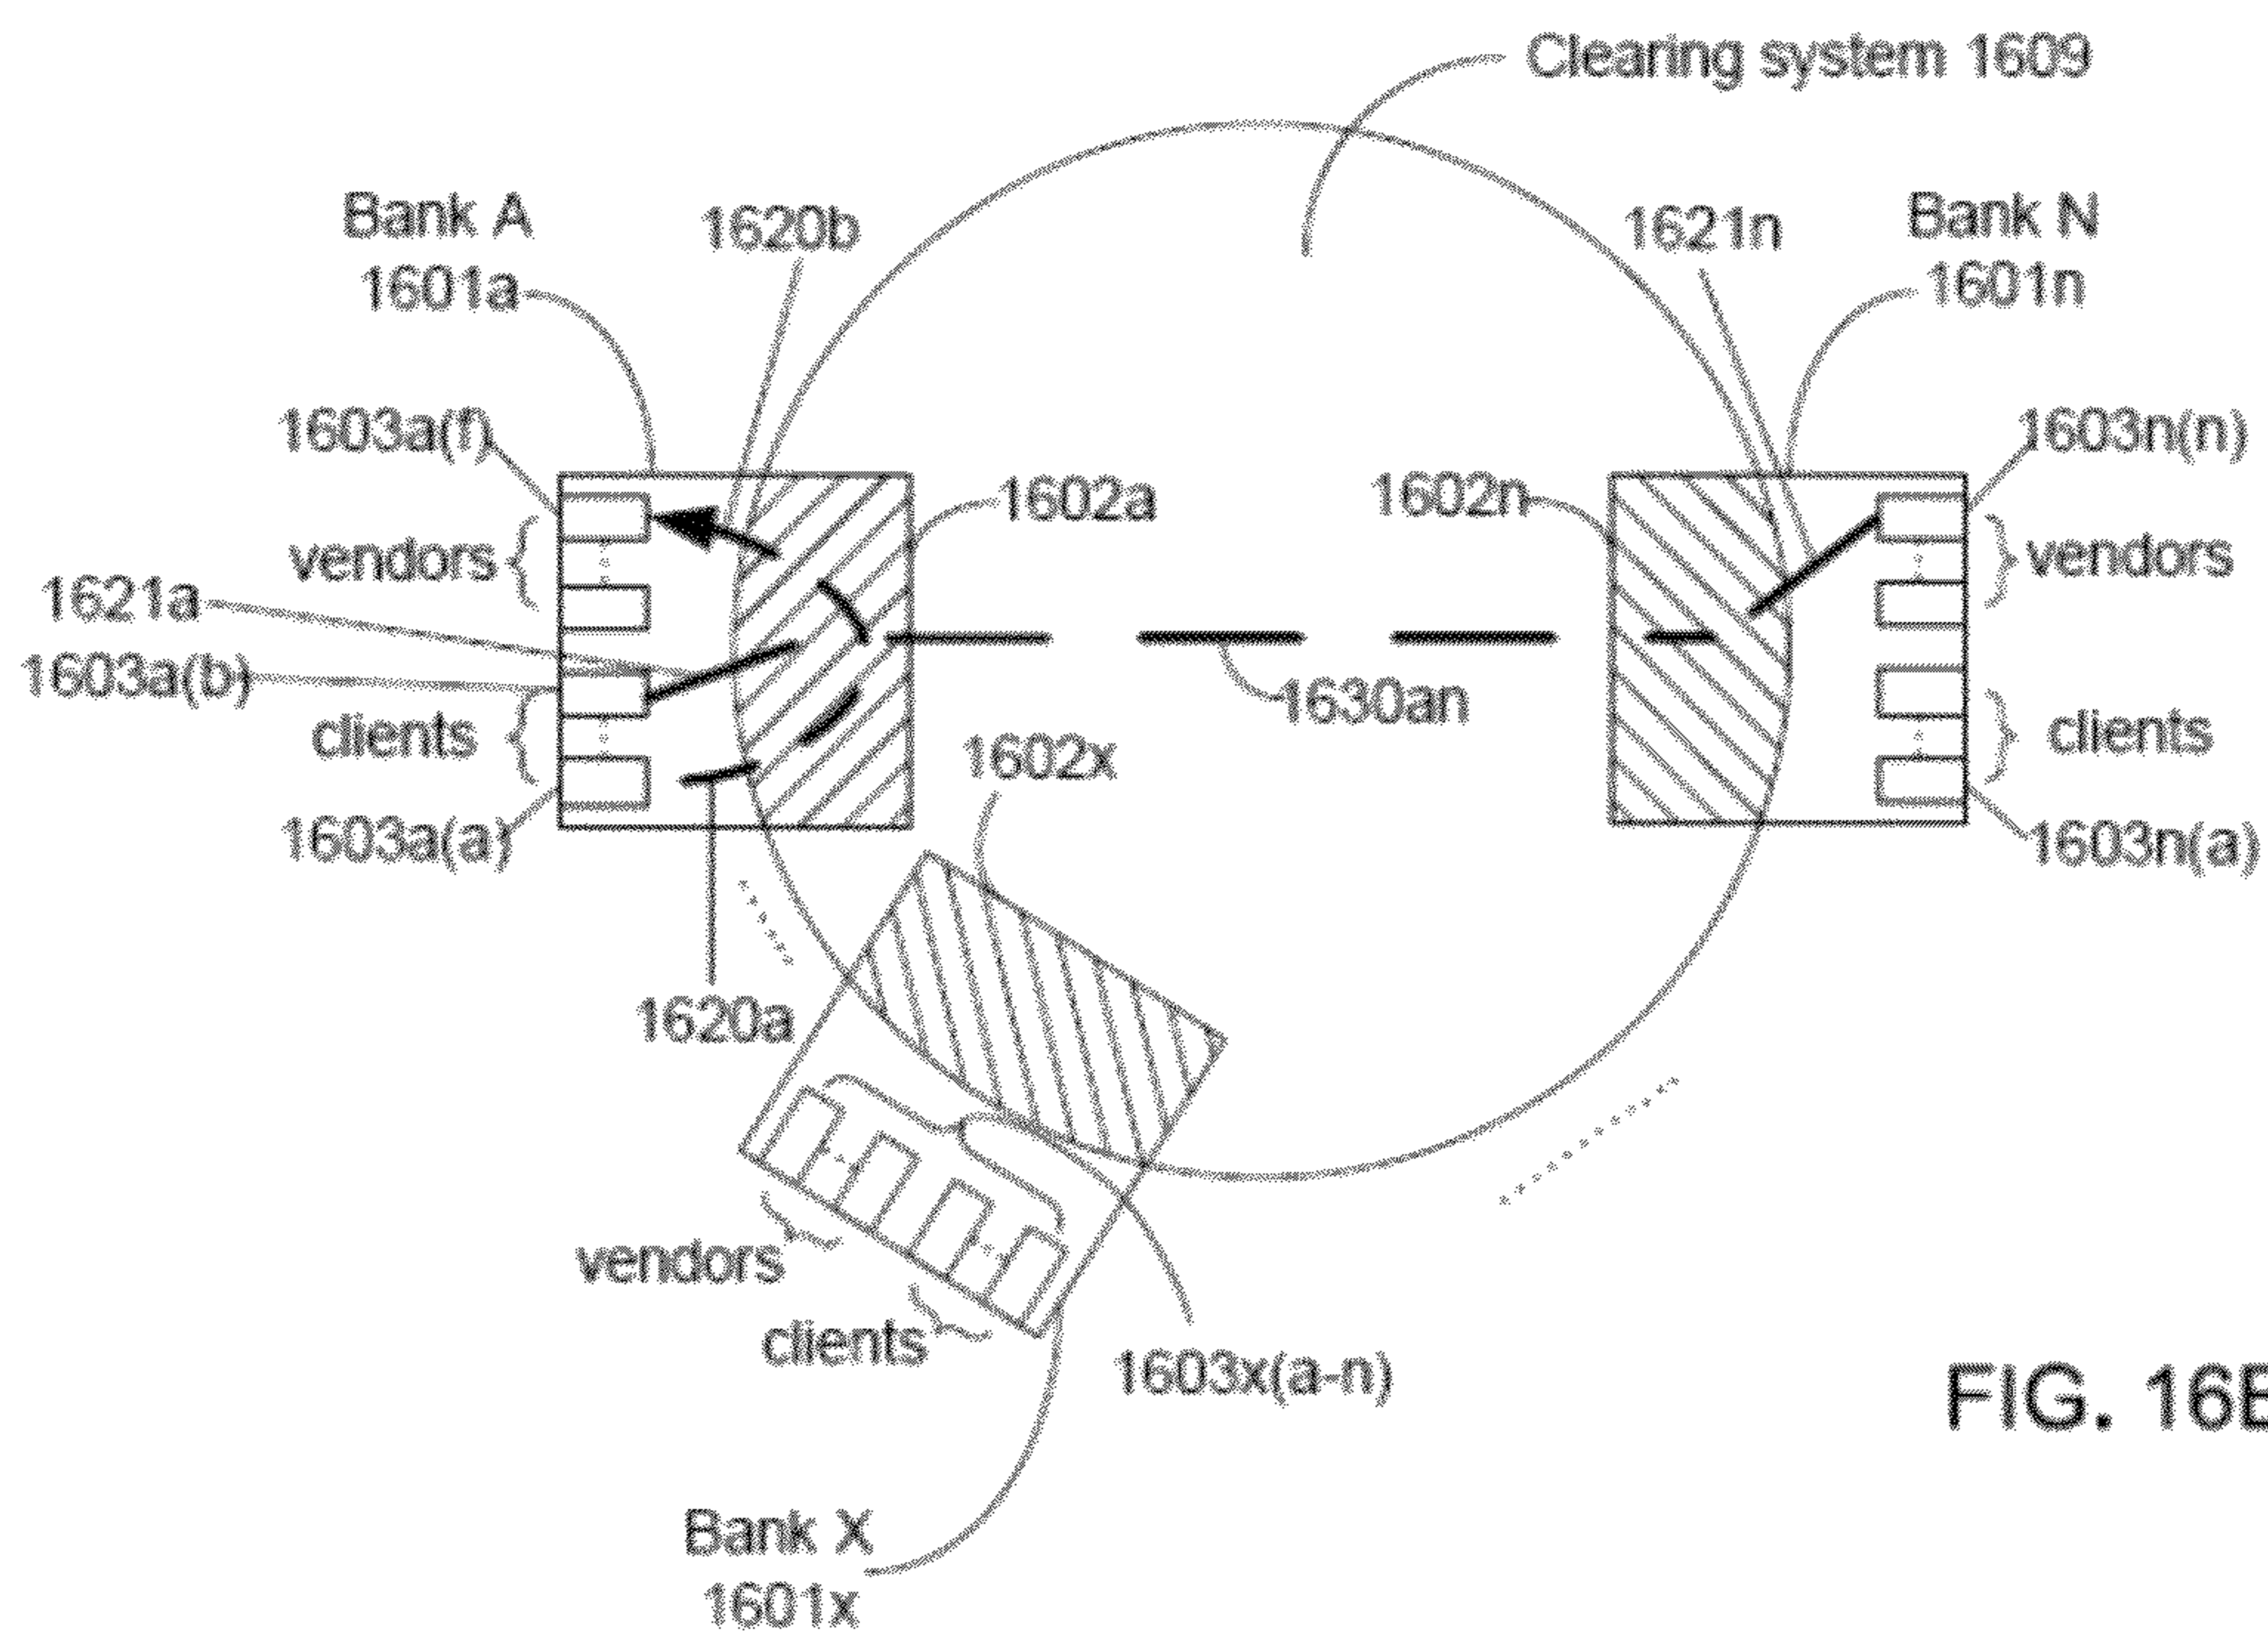 Clearing system 1609
Bank A
1601a
1620b
1621n
Bank N
1601n
1603a(f)
1603n(n)
1602a
1602n
vendors
vendors
1621a
1603a(b)
1630an
clients
clients
1602x
1603a(a)
1603n(a)
1620a
vendors
clients
1603x(a-n)
FIG. 16
Bank X
1601x